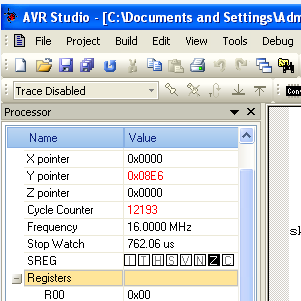 AVR Studio - [C:\Documents and Settings\Adm
File Project Build Edit View Tools Debug
Trace Disabled
Processor
Name Value
X pointer 0x0000
Y pointer 0x08E6
Z pointer 0x0000
Cycle Counter 12193
Frequency 16.0000 MHz
Stop Watch 762.06 us
SREG I T H S V N Z C
Registers
R00 0x00